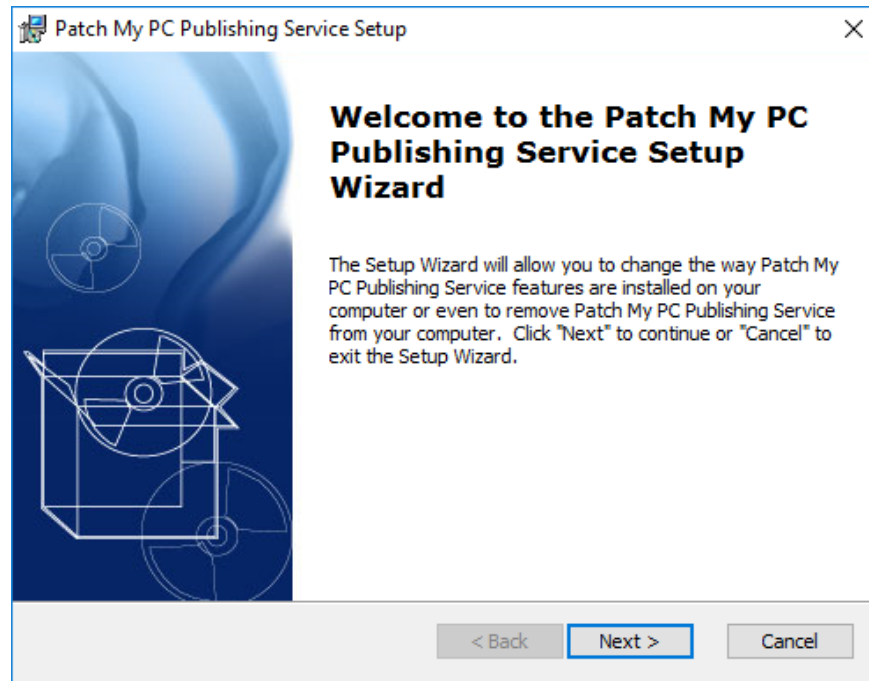 Patch My PC Publishing Service Setup
Welcome to the Patch My PC
Publishing Service Setup
Wizard
The Setup Wizard will allow you to change the way Patch My
PC Publishing Service features are installed on your
computer or even to remove Patch My PC Publishing Service
from your computer.  Click "Next" to continue or "Cancel" to
exit the Setup Wizard.
< Back
Next >
Cancel